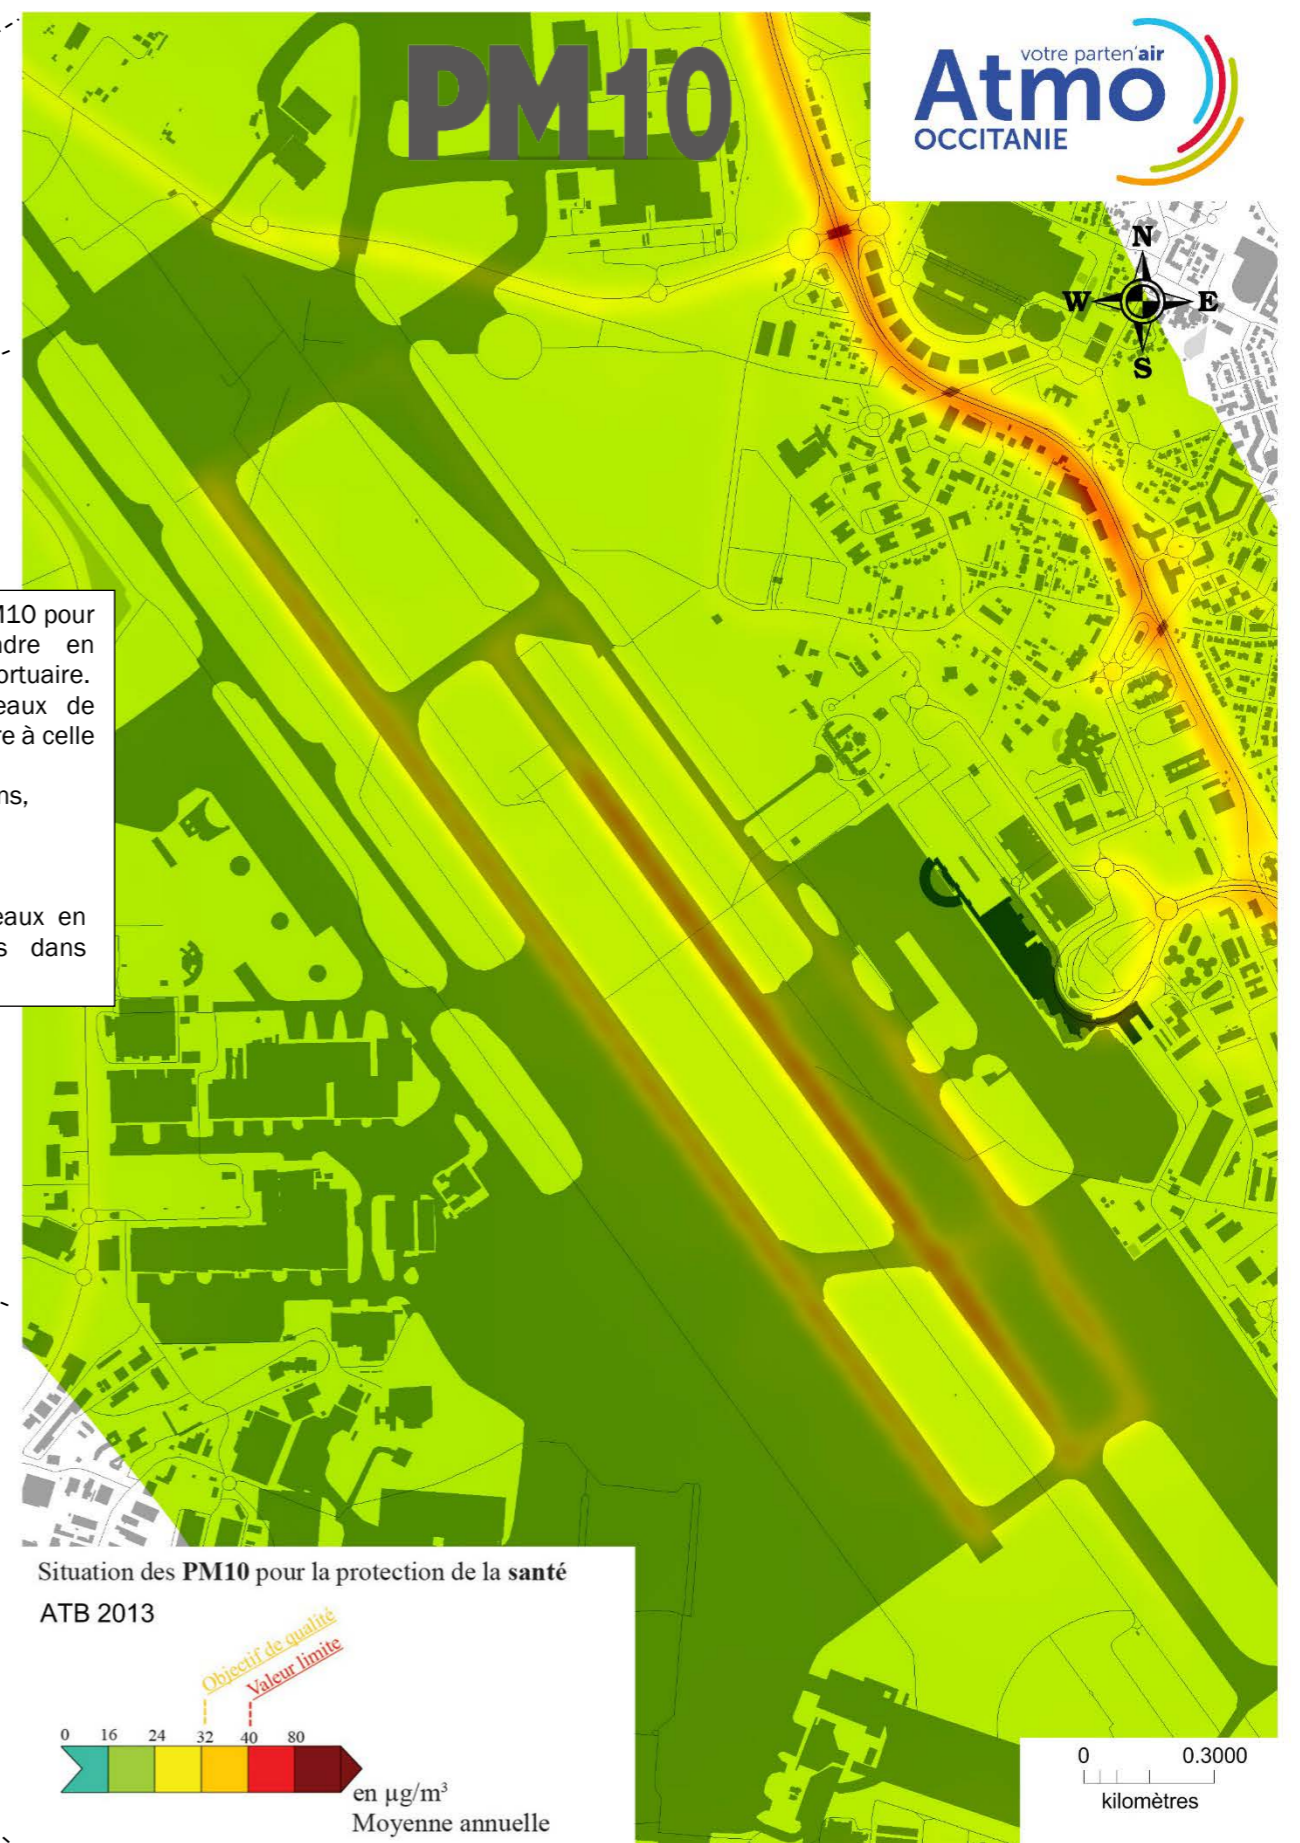 PM10
votre parten'air
Atmo
OCCITANIE
N
W E
S
M10 pour
ndre en
ortuaire.
eaux de
re à celle
ns,
eaux en
s dans
Situation des PM10 pour la protection de la santé
ATB 2013
Objectif de qualité
Valeur limite
0 16 24 32 40 80
en µg/m³
Moyenne annuelle
0 0.3000
kilomètres